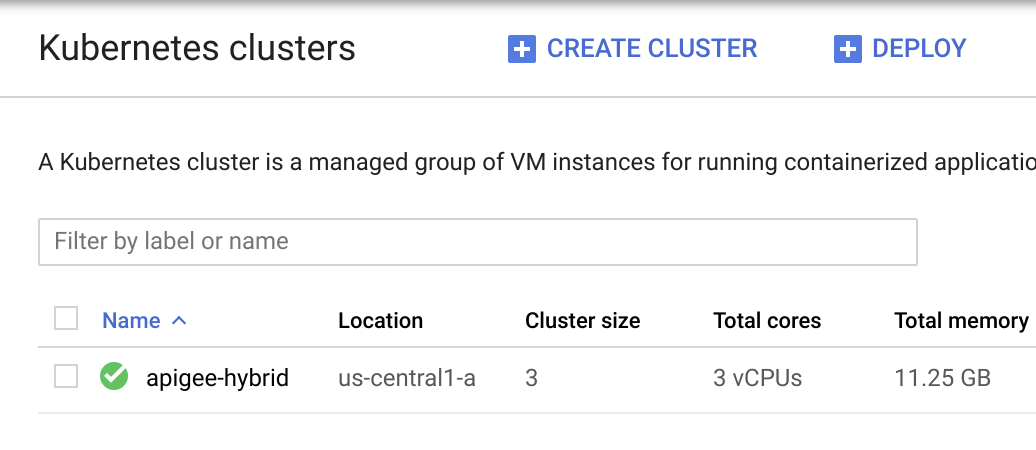 Kubernetes clusters CREATE CLUSTER DEPLOY
A Kubernetes cluster is a managed group of VM instances for running containerized applicatio
Filter by label or name
Name Location Cluster size Total cores Total memory
apigee-hybrid us-central1-a 3 3 vCPUs 11.25 GB